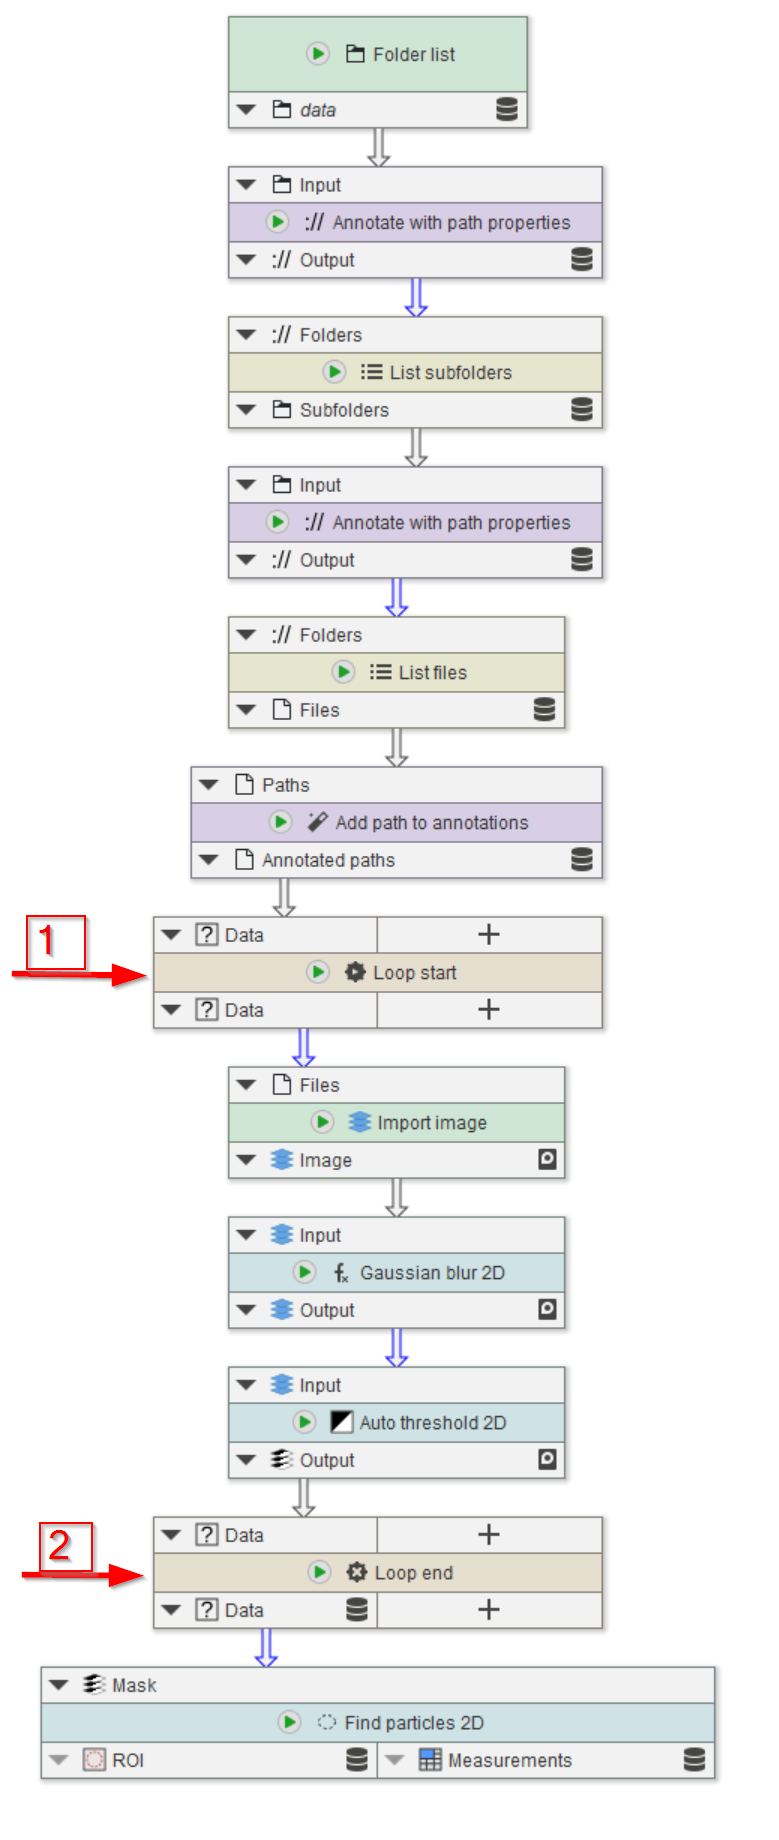 Folder list
data
Input
:// Annotate with path properties
:// Output
:// Folders
List subfolders
Subfolders
Input
:// Annotate with path properties
:// Output
:// Folders
List files
Files
Paths
Add path to annotations
Annotated paths
1
? Data +
Loop start
? Data +
Files
Import image
Image
Input
fx Gaussian blur 2D
Output
Input
Auto threshold 2D
Output
2
? Data +
Loop end
? Data +
Mask
Find particles 2D
ROI Measurements